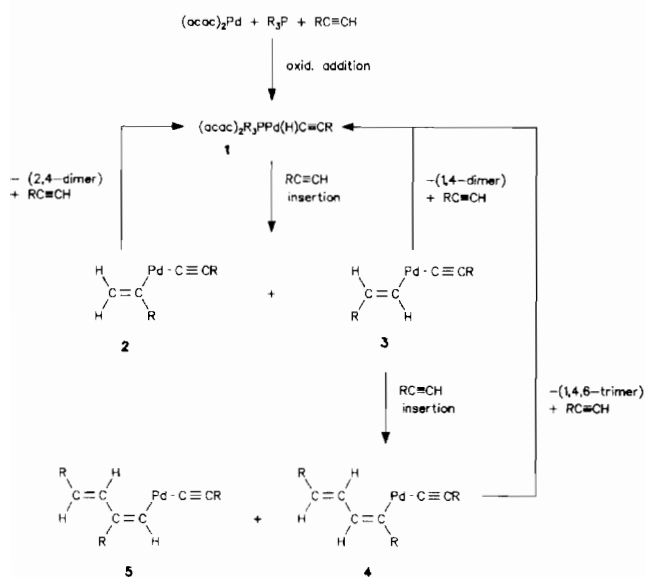 (acac)₂Pd + R₃P + RC≡CH
oxid. addition
(acac)₂R₃PPd(H)C≡CR
1
- (2,4-dimer)
+ RC≡CH
RC≡CH
insertion
-(1,4-dimer)
+ RC≡CH
H
Pd - C≡CR
C=C
H
R
2
+
H
Pd - C≡CR
C=C
R
H
3
RC≡CH
insertion
-(1,4,6-trimer)
+ RC≡CH
R
H
C=C
Pd - C≡CR
H
C=C
R
H
5
+
R
H
C=C
Pd - C≡CR
H
C=C
H
R
4